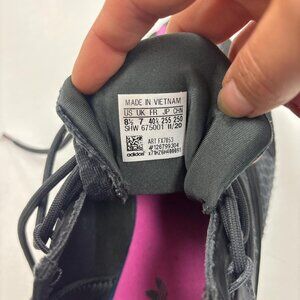 MADE IN VIETNAM
US UK FR JP CHN
8½ 7 40⅔ 255 250
SHW 675001 11/20
ART FX7853
adidas